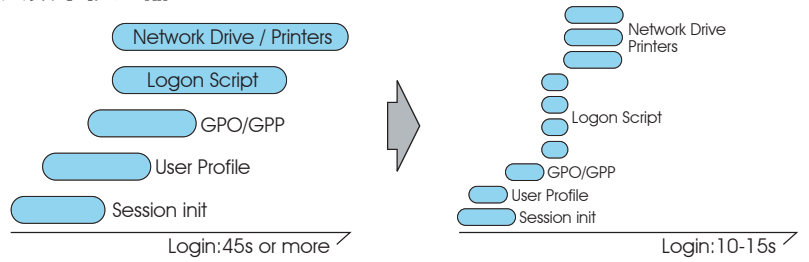 Network Drive / Printers
Logon Script
GPO/GPP
User Profile
Session init
Login:45s or more
Network Drive
Printers
Logon Script
GPO/GPP
User Profile
Session init
Login:10-15s